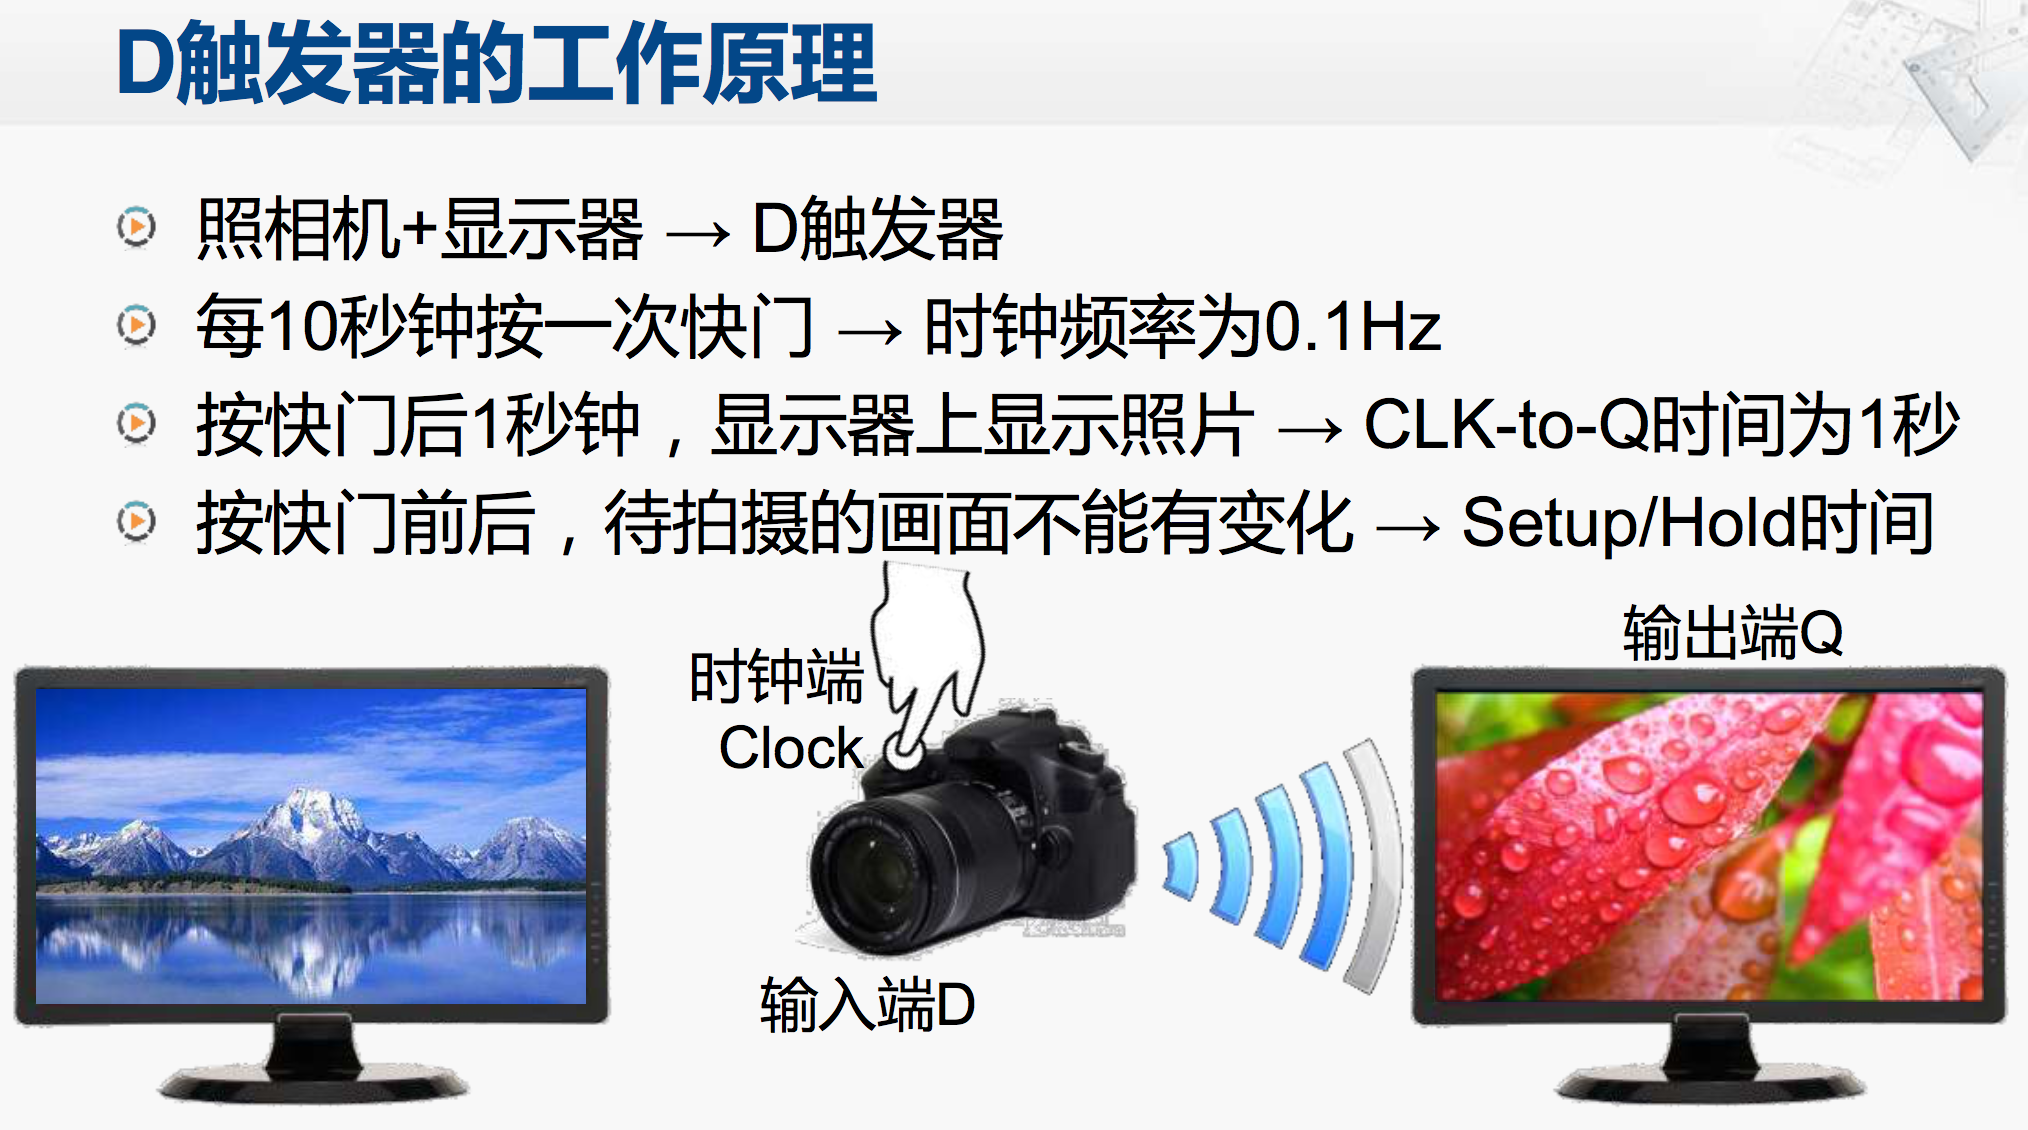 D触发器的工作原理
照相机+显示器 → D触发器
每10秒钟按一次快门 → 时钟频率为0.1Hz
按快门后1秒钟，显示器上显示照片 → CLK-to-Q时间为1秒
按快门前后，待拍摄的画面不能有变化 → Setup/Hold时间
输出端Q
时钟端
Clock
输入端D